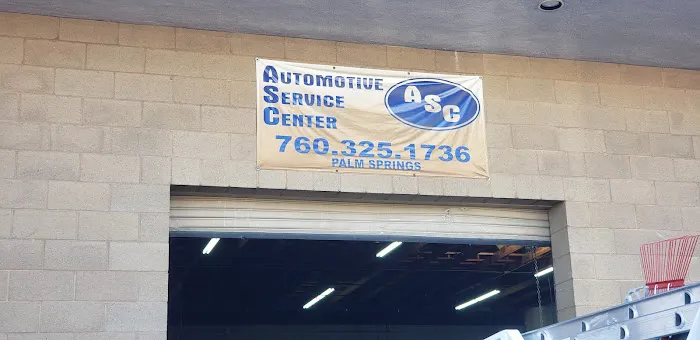 AUTOMOTIVE
SERVICE
CENTER
ASC
760.325.1736
PALM SPRINGS